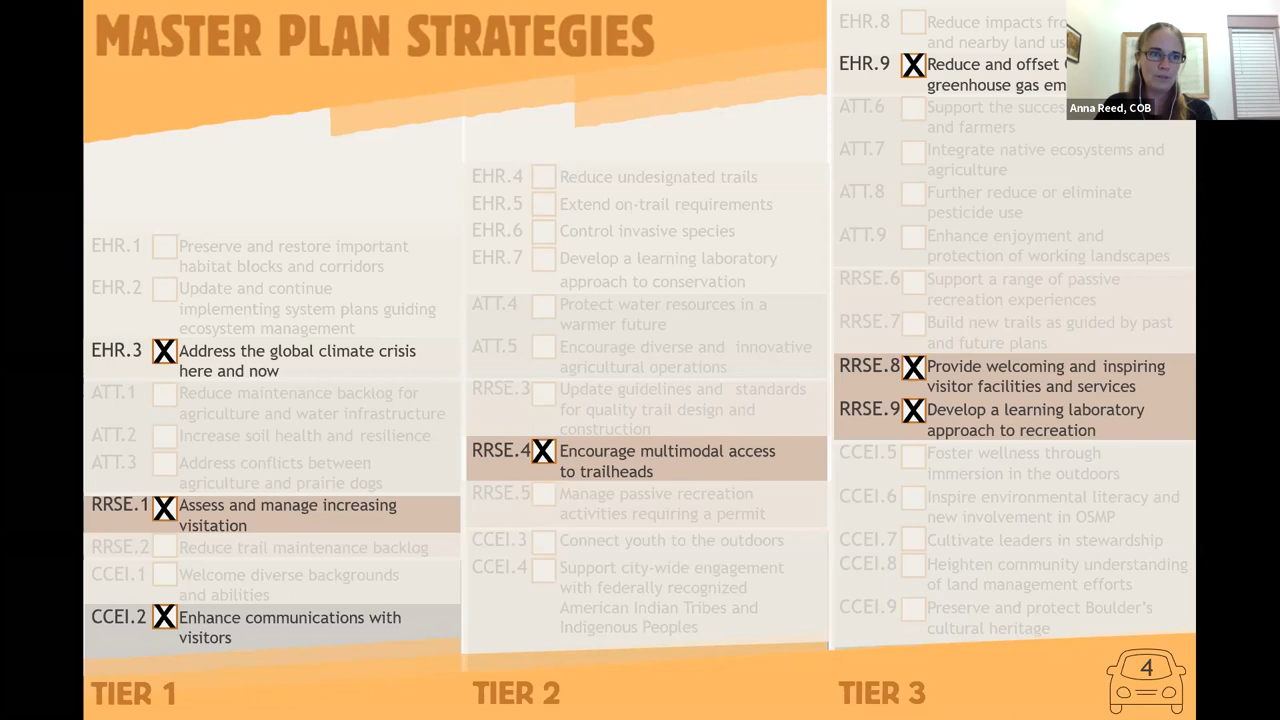 MASTER PLAN STRATEGIES
EHR.1 Preserve and restore important
habitat blocks and corridors
EHR.2 Update and continue
implementing system plans guiding
ecosystem management
EHR.3 X Address the global climate crisis
here and now
ATT.1 Reduce maintenance backlog for
agriculture and water infrastructure
ATT.2 Increase soil health and resilience
ATT.3 Address conflicts between
agriculture and prairie dogs
RRSE.1 X Assess and manage increasing
visitation
RRSE.2 Reduce trail maintenance backlog
CCEI.1 Welcome diverse backgrounds
and abilities
CCEI.2 X Enhance communications with
visitors
TIER 1
EHR.4 Reduce undesignated trails
EHR.5 Extend on-trail requirements
EHR.6 Control invasive species
EHR.7 Develop a learning laboratory
approach to conservation
ATT.4 Protect water resources in a
warmer future
ATT.5 Encourage diverse and innovative
agricultural operations
RRSE.3 Update guidelines and standards
for quality trail design and
construction
RRSE.4 X Encourage multimodal access
to trailheads
RRSE.5 Manage passive recreation
activities requiring a permit
CCEI.3 Connect youth to the outdoors
CCEI.4 Support city-wide engagement
with federally recognized
American Indian Tribes and
Indigenous Peoples
TIER 2
EHR.8 Reduce impacts
and nearby land
EHR.9 X Reduce and offset
greenhouse gas
ATT.6 Support the
and farmers
ATT.7 Integrate native ecosystems and
agriculture
ATT.8 Further reduce or eliminate
pesticide use
ATT.9 Enhance enjoyment and
protection of working landscapes
RRSE.6 Support a range of passive
recreation experiences
RRSE.7 Build new trails as guided by past
and future plans
RRSE.8 X Provide welcoming and inspiring
visitor facilities and services
RRSE.9 X Develop a learning laboratory
approach to recreation
CCEI.5 Foster wellness through
immersion in the outdoors
CCEI.6 Inspire environmental literacy and
new involvement in OSMP
CCEI.7 Cultivate leaders in stewardship
CCEI.8 Heighten community understanding
of land management efforts
CCEI.9 Preserve and protect Boulder's
cultural heritage
TIER 3
4
Anna Reed, COB